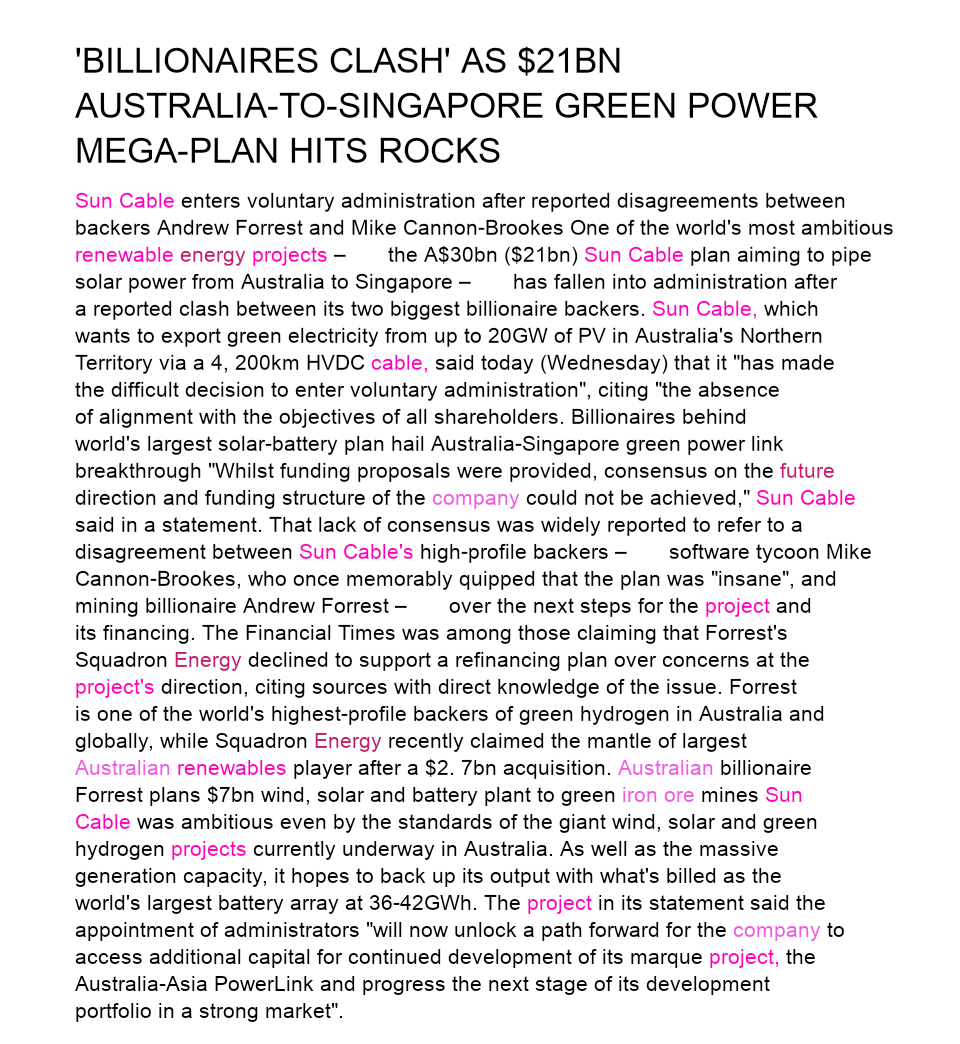 'BILLIONAIRES CLASH' AS $21BN
AUSTRALIA-TO-SINGAPORE GREEN POWER
MEGA-PLAN HITS ROCKS
Sun Cable enters voluntary administration after reported disagreements between
backers Andrew Forrest and Mike Cannon-Brookes One of the world's most ambitious
renewable energy projects – the A$30bn ($21bn) Sun Cable plan aiming to pipe
solar power from Australia to Singapore – has fallen into administration after
a reported clash between its two biggest billionaire backers. Sun Cable, which
wants to export green electricity from up to 20GW of PV in Australia's Northern
Territory via a 4, 200km HVDC cable, said today (Wednesday) that it "has made
the difficult decision to enter voluntary administration", citing "the absence
of alignment with the objectives of all shareholders. Billionaires behind
world's largest solar-battery plan hail Australia-Singapore green power link
breakthrough "Whilst funding proposals were provided, consensus on the future
direction and funding structure of the company could not be achieved," Sun Cable
said in a statement. That lack of consensus was widely reported to refer to a
disagreement between Sun Cable's high-profile backers – software tycoon Mike
Cannon-Brookes, who once memorably quipped that the plan was "insane", and
mining billionaire Andrew Forrest – over the next steps for the project and
its financing. The Financial Times was among those claiming that Forrest's
Squadron Energy declined to support a refinancing plan over concerns at the
project's direction, citing sources with direct knowledge of the issue. Forrest
is one of the world's highest-profile backers of green hydrogen in Australia and
globally, while Squadron Energy recently claimed the mantle of largest
Australian renewables player after a $2. 7bn acquisition. Australian billionaire
Forrest plans $7bn wind, solar and battery plant to green iron ore mines Sun
Cable was ambitious even by the standards of the giant wind, solar and green
hydrogen projects currently underway in Australia. As well as the massive
generation capacity, it hopes to back up its output with what's billed as the
world's largest battery array at 36-42GWh. The project in its statement said the
appointment of administrators "will now unlock a path forward for the company to
access additional capital for continued development of its marque project, the
Australia-Asia PowerLink and progress the next stage of its development
portfolio in a strong market".